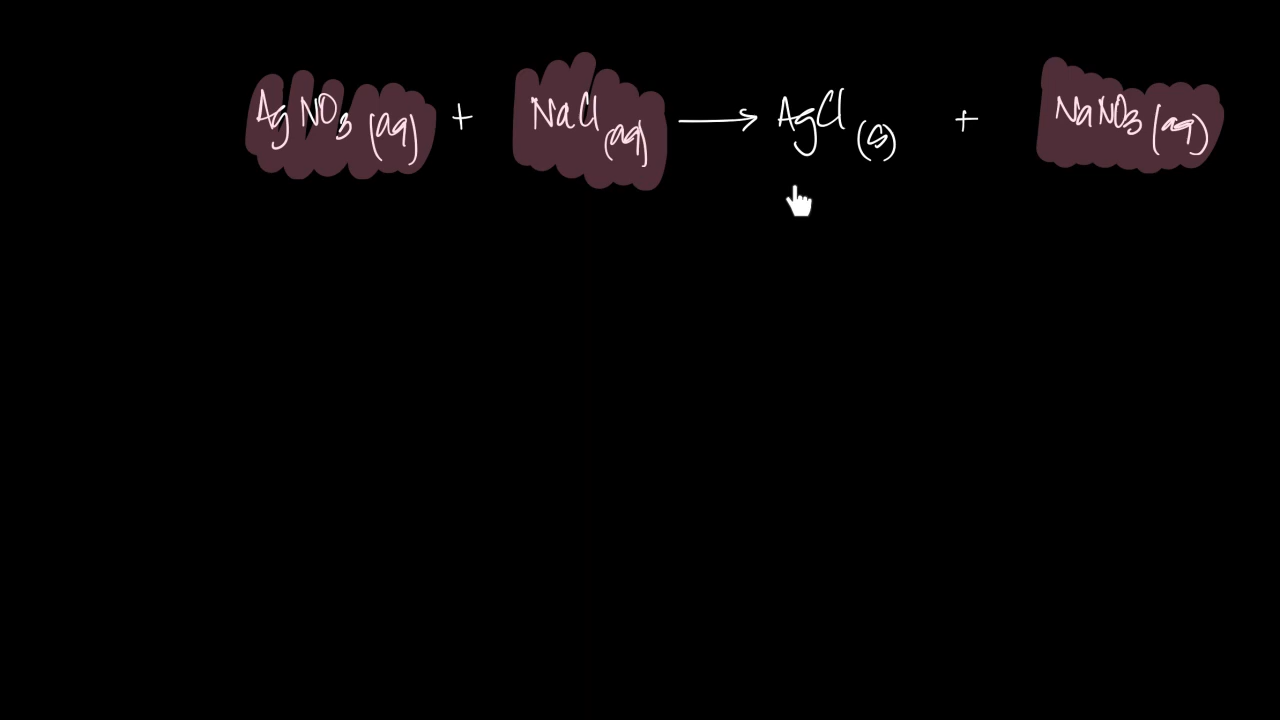 AgNO3 (aq) + NaCl (aq) → AgCl (s) + NaNO3 (aq)